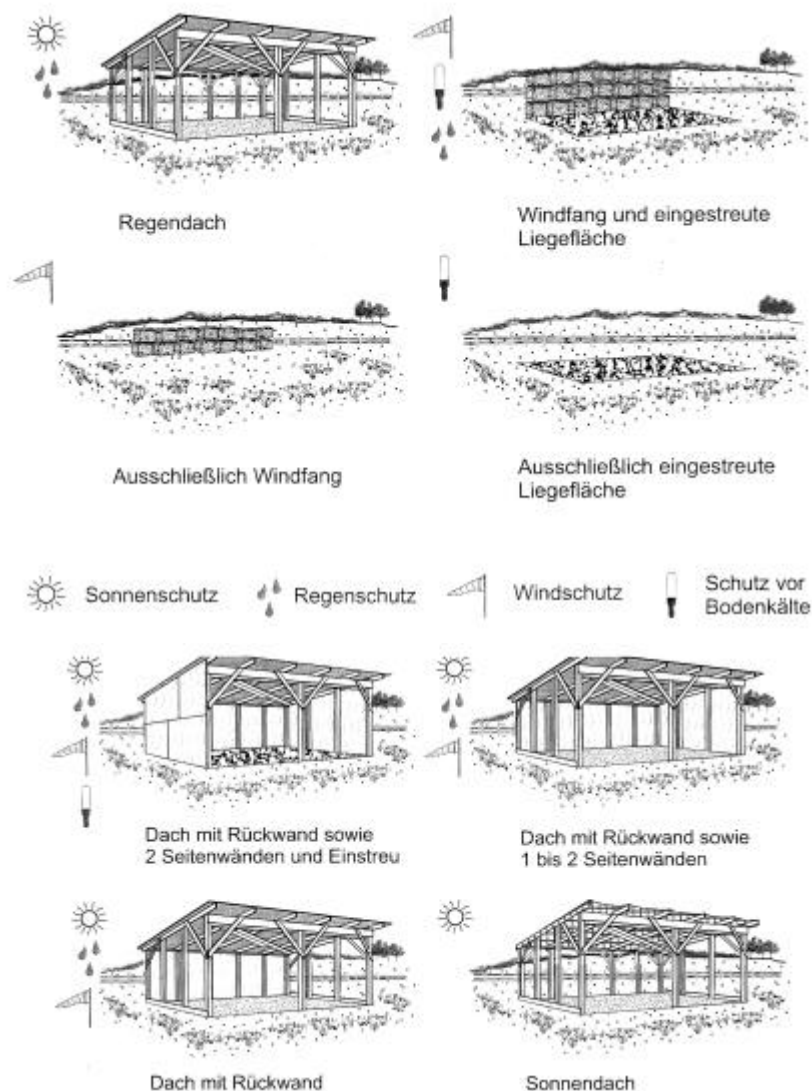 Regendach
Windfang und eingestreute
Liegefläche
Ausschließlich Windfang
Ausschließlich eingestreute
Liegefläche
Sonnenschutz
Regenschutz
Windschutz
Schutz vor
Bodenkälte
Dach mit Rückwand sowie
2 Seitenwänden und Einstreu
Dach mit Rückwand sowie
1 bis 2 Seitenwänden
Dach mit Rückwand
Sonnendach